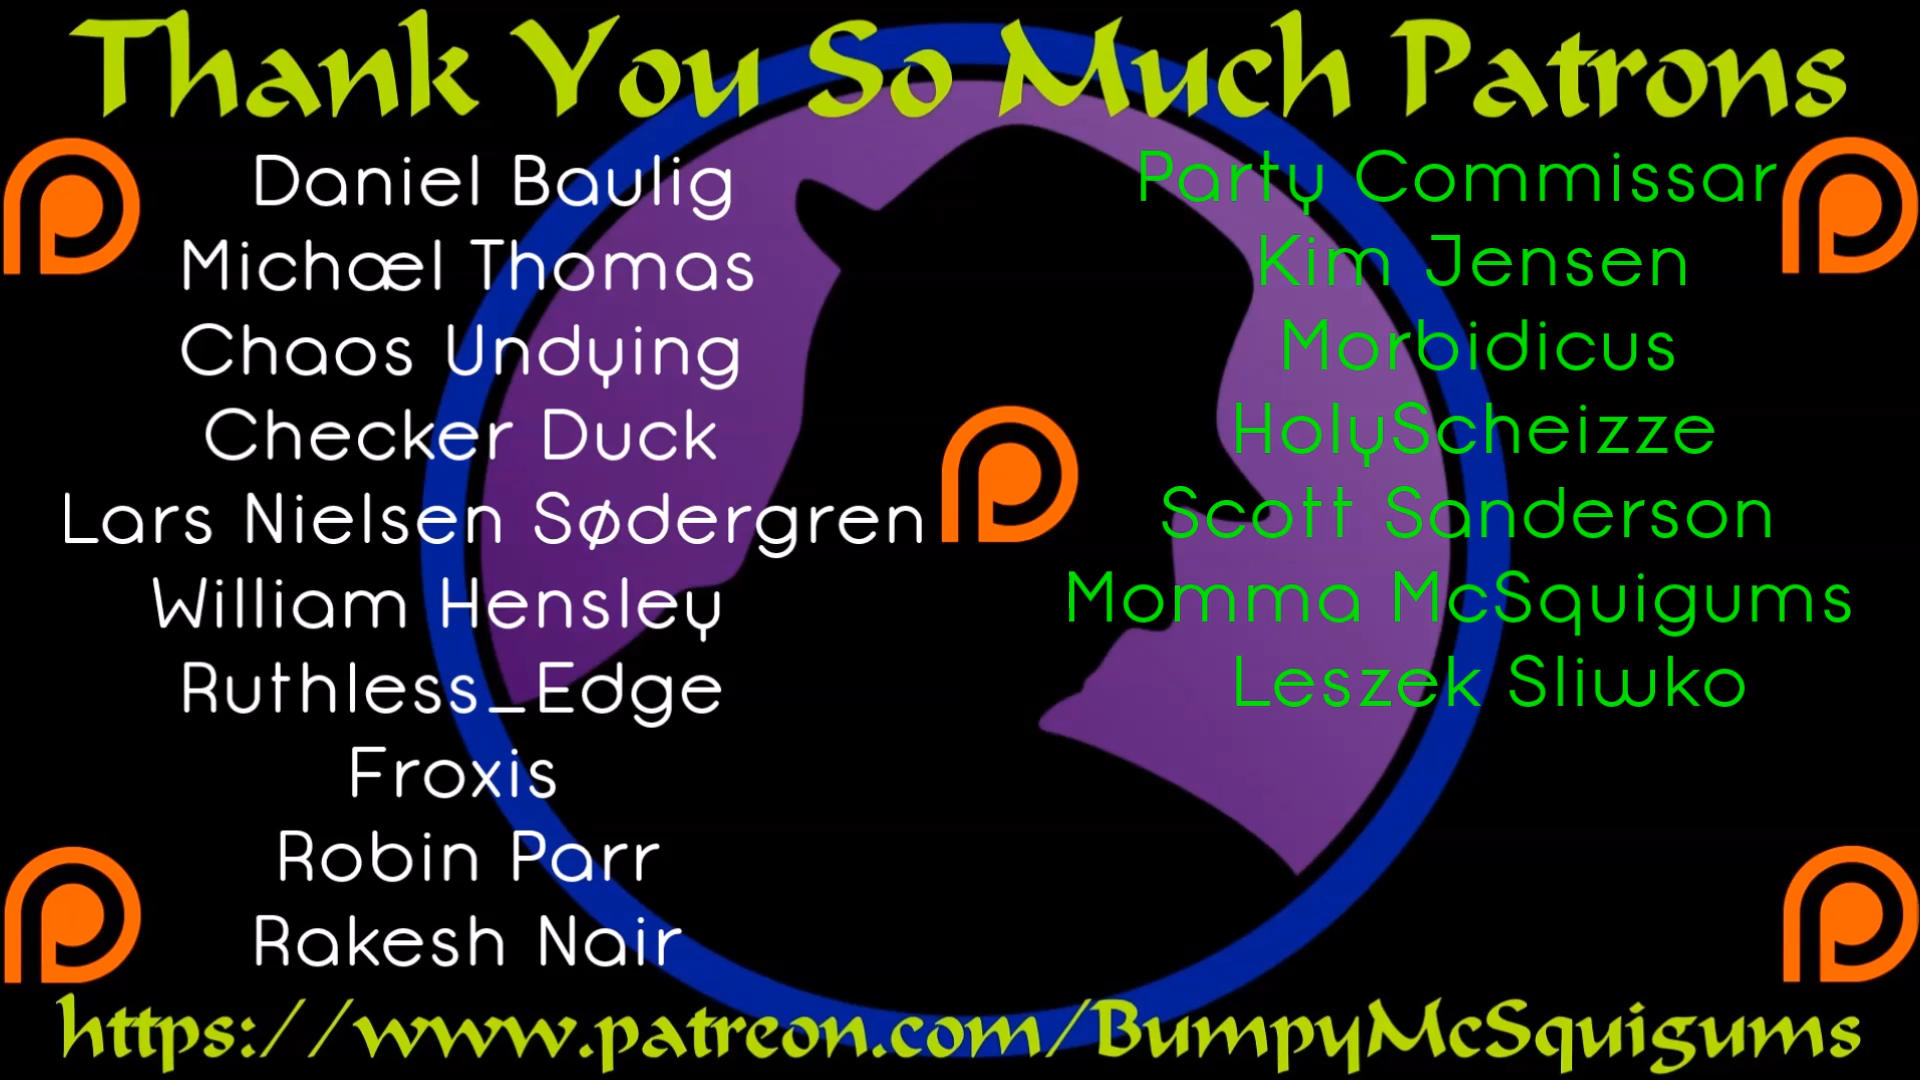 Thank You So Much Patrons
Daniel Baulig
Michæl Thomas
Chaos Undying
Checker Duck
Lars Nielsen Sødergren
William Hensley
Ruthless_Edge
Froxis
Robin Parr
Rakesh Nair
Party Commissar
Kim Jensen
Morbidicus
HolyScheizze
Scott Sanderson
Momma McSquigums
Leszek Sliwko
https://www.patreon.com/BumpyMcSquigums